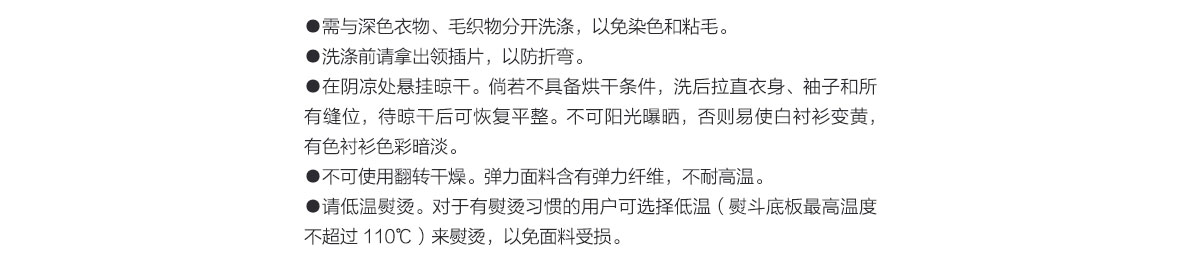 ●需与深色衣物、毛织物分开洗涤，以免染色和粘毛。
●洗涤前请拿出领插片，以防折弯。
●在阴凉处悬挂晾干。倘若不具备烘干条件，洗后拉直衣身、袖子和所
有缝位，待晾干后可恢复平整。不可阳光曝晒，否则易使白衬衫变黄，
有色衬衫色彩暗淡。
●不可使用翻转干燥。弹力面料含有弹力纤维，不耐高温。
●请低温熨烫。对于有熨烫习惯的用户可选择低温（熨斗底板最高温度
不超过 110℃）来熨烫，以免面料受损。